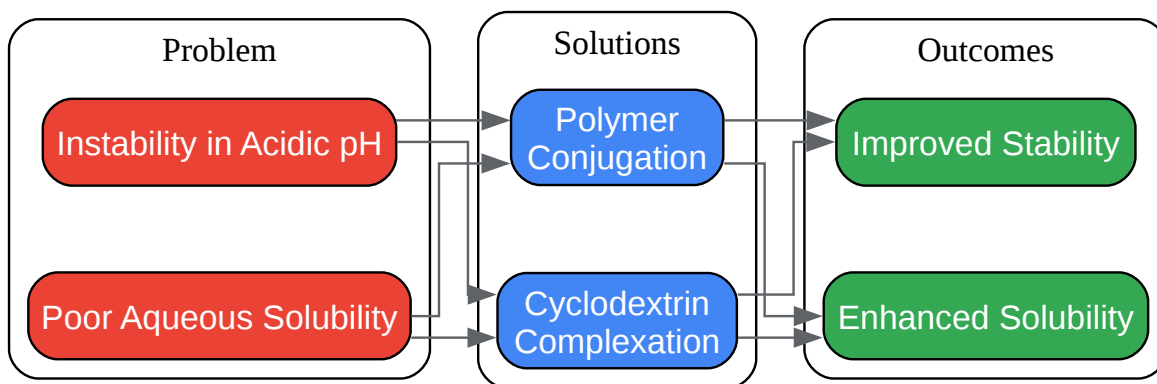 Problem
Instability in Acidic pH
Poor Aqueous Solubility
Solutions
Polymer
Conjugation
Cyclodextrin
Complexation
Outcomes
Improved Stability
Enhanced Solubility